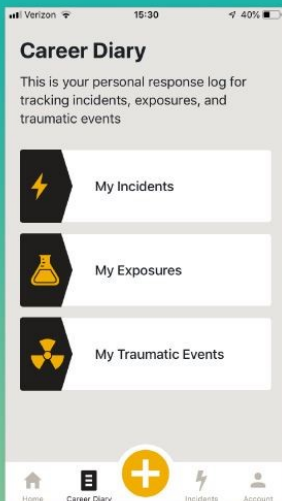 Verizon 15:30 40%
Career Diary
This is your personal response log for
tracking incidents, exposures, and
traumatic events
My Incidents
My Exposures
My Traumatic Events
Home Career Diary Incidents Account